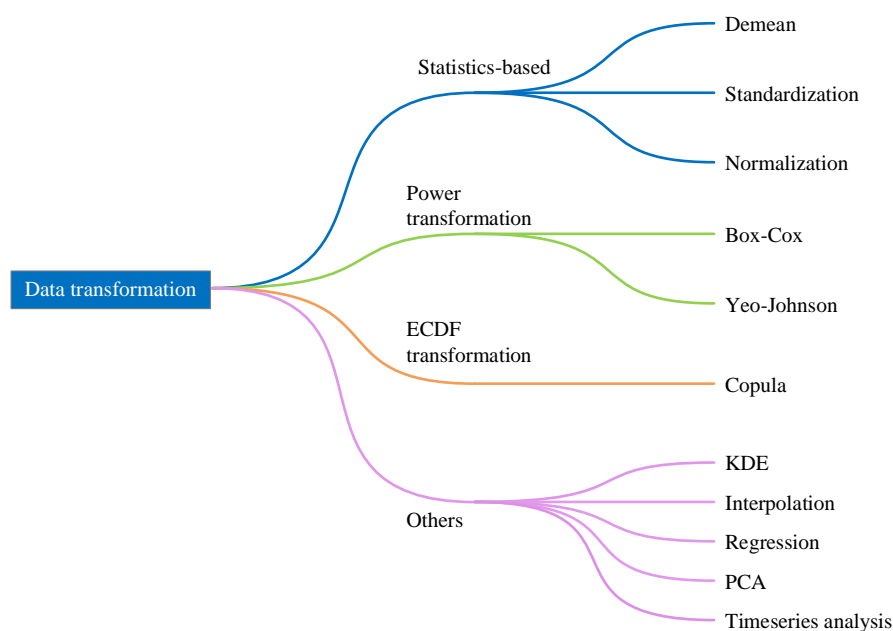 Data transformation
Statistics-based
Demean
Standardization
Normalization
Power
transformation
Box-Cox
Yeo-Johnson
ECDF
transformation
Copula
Others
KDE
Interpolation
Regression
PCA
Timeseries analysis